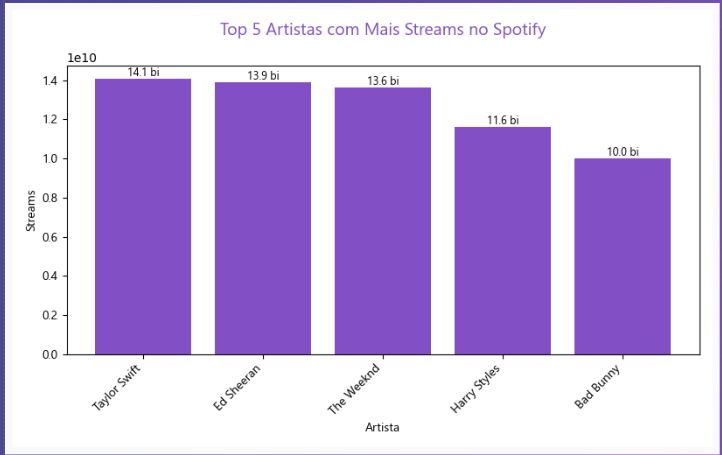 Top 5 Artistas com Mais Streams no Spotify
1e10
14.1 bi
13.9 bi
13.6 bi
11.6 bi
10.0 bi
1.4
1.2
1.0
0.8
0.6
0.4
0.2
0.0
Streams
Taylor Swift
Ed Sheeran
The Weeknd
Harry Styles
Bad Bunny
Artista